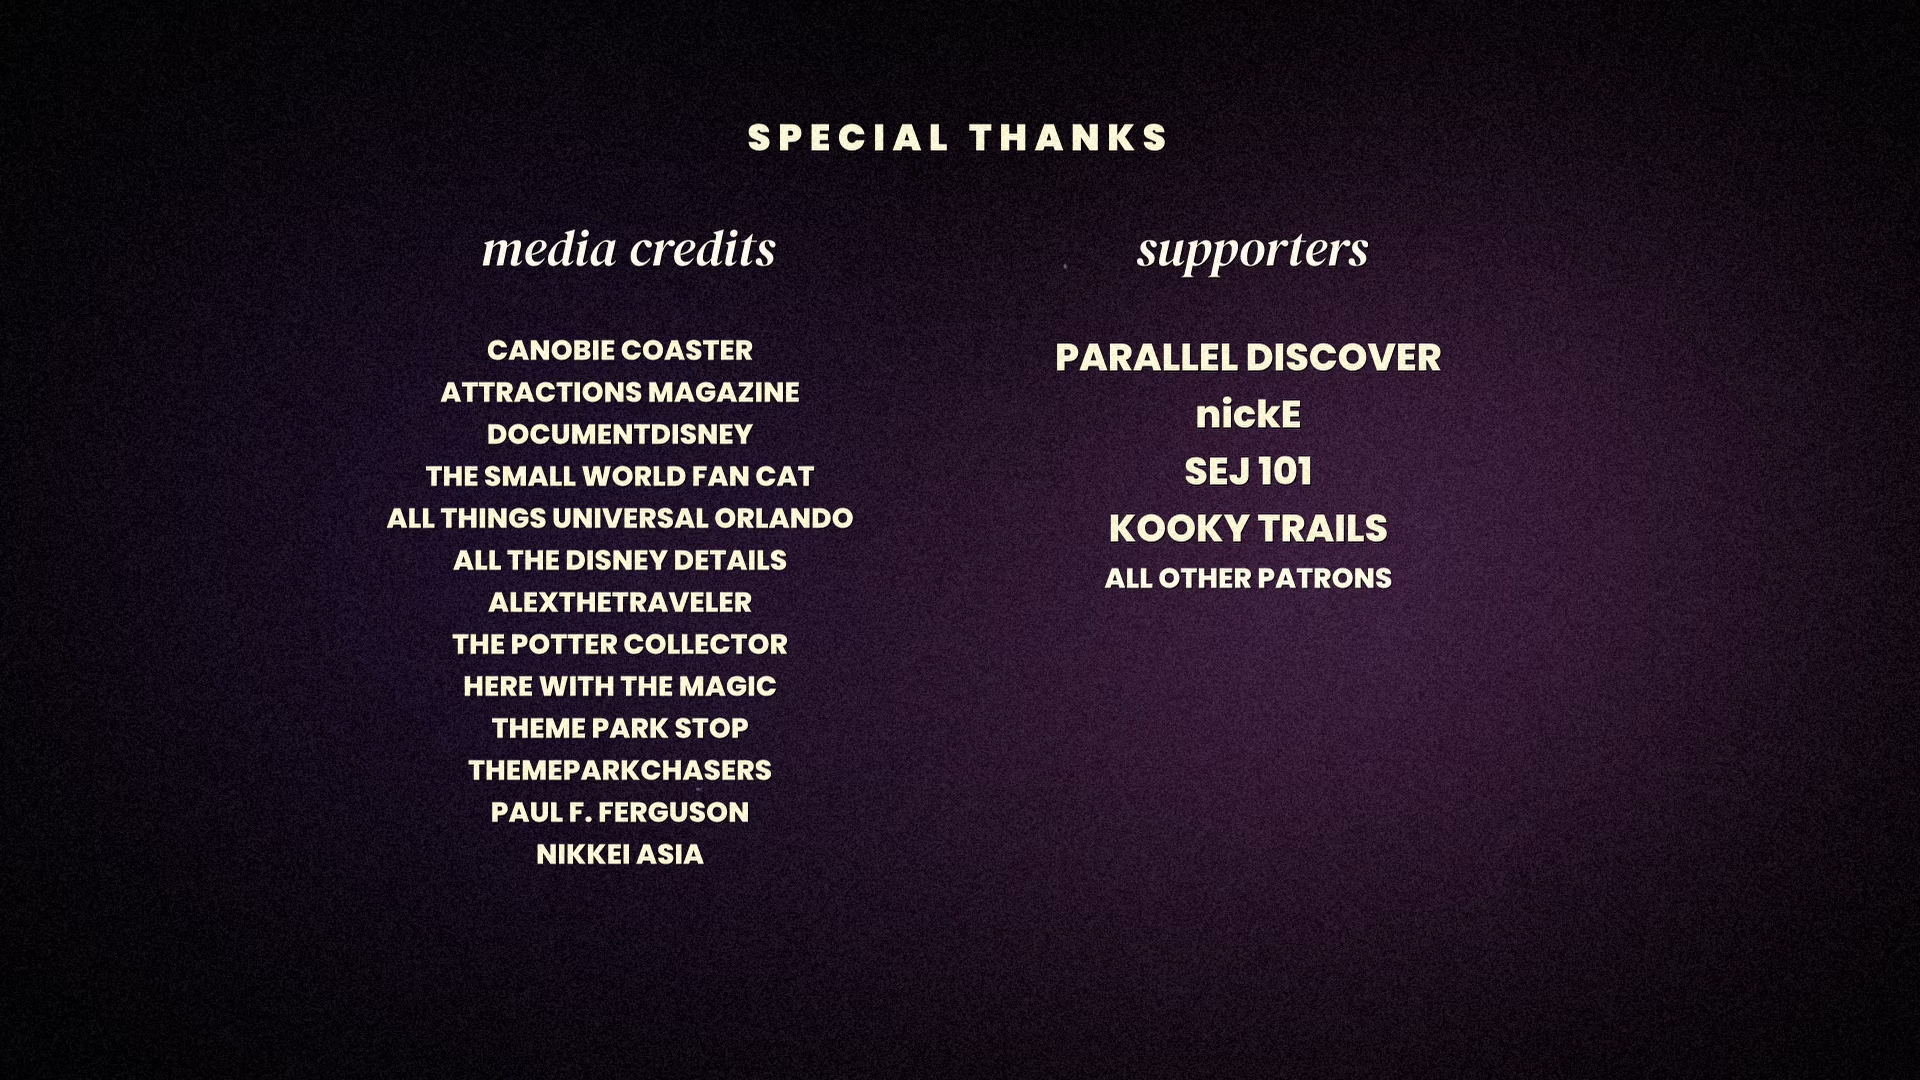 SPECIAL THANKS
media credits
CANOBIE COASTER
ATTRACTIONS MAGAZINE
DOCUMENTDISNEY
THE SMALL WORLD FAN CAT
ALL THINGS UNIVERSAL ORLANDO
ALL THE DISNEY DETAILS
ALEXTHETRAVELER
THE POTTER COLLECTOR
HERE WITH THE MAGIC
THEME PARK STOP
THEMEPARKCHASERS
PAUL F. FERGUSON
NIKKEI ASIA
supporters
PARALLEL DISCOVER
nickE
SEJ 101
KOOKY TRAILS
ALL OTHER PATRONS